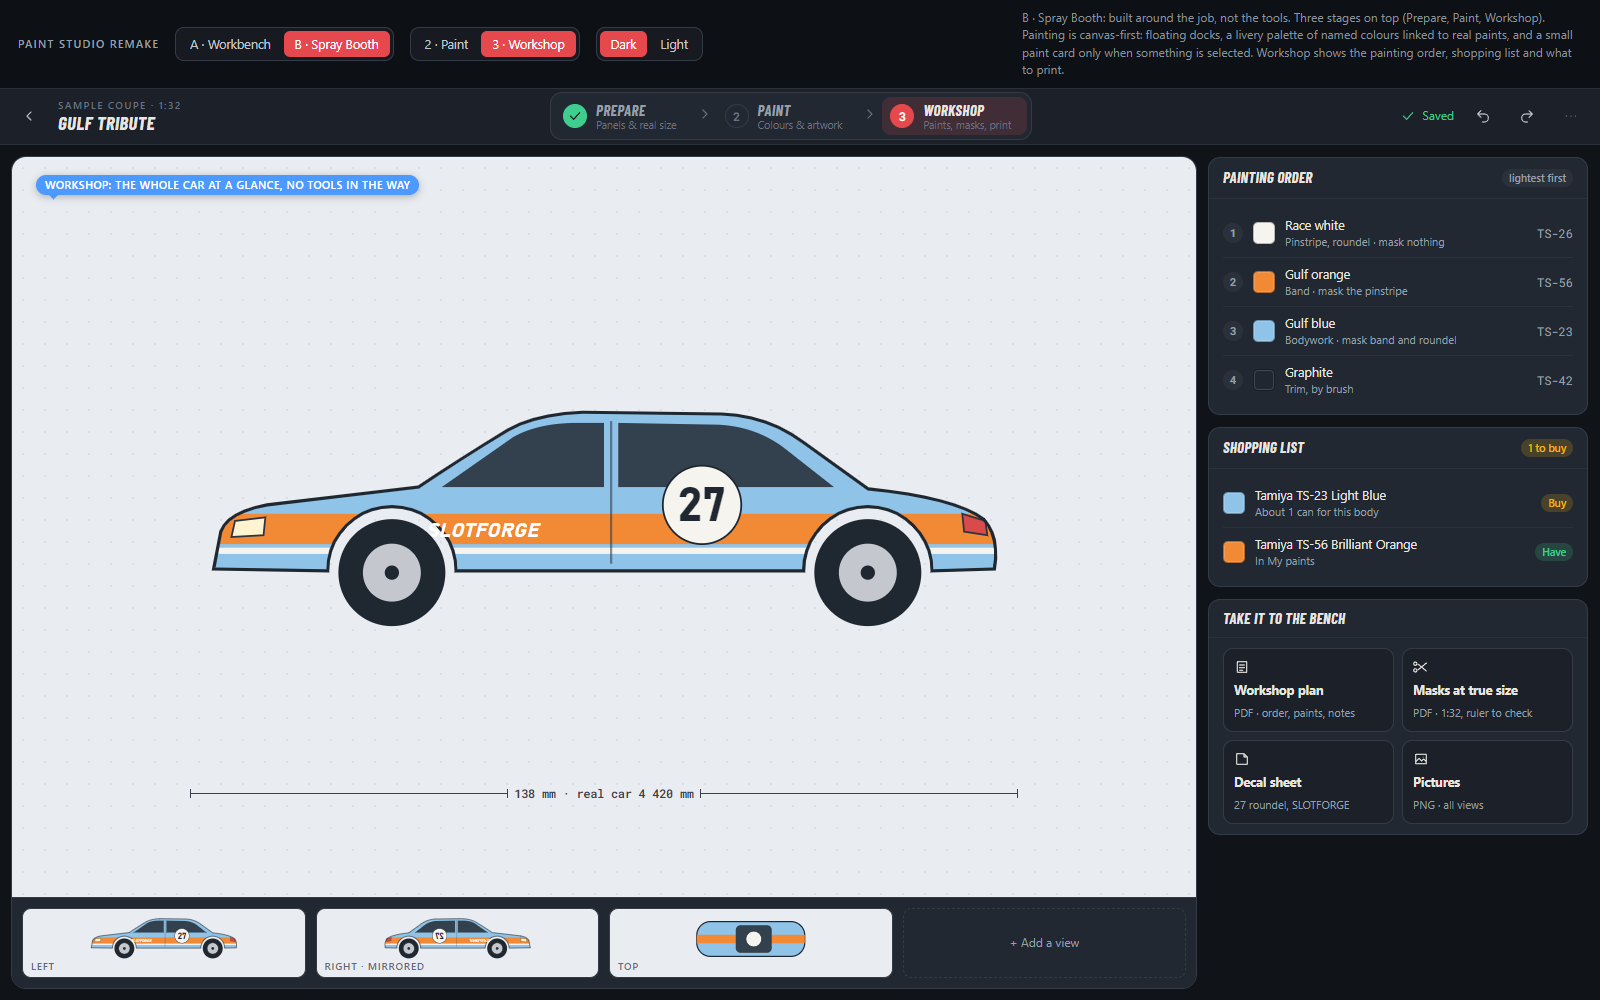 PAINT STUDIO REMAKE
A · Workbench
B · Spray Booth
2 · Paint
3 · Workshop
Dark
Light
B · Spray Booth: built around the job, not the tools. Three stages on top (Prepare, Paint, Workshop).
Painting is canvas-first: floating docks, a livery palette of named colours linked to real paints, and a small
paint card only when something is selected. Workshop shows the painting order, shopping list and what
to print.
SAMPLE COUPE · 1:32
GULF TRIBUTE
PREPARE
Panels & real size
2
PAINT
Colours & artwork
3
WORKSHOP
Paints, masks, print
Saved
WORKSHOP: THE WHOLE CAR AT A GLANCE, NO TOOLS IN THE WAY
27
SLOTFORGE
138 mm · real car 4 420 mm
27
SLOTFORGE
LEFT
27
RIGHT · MIRRORED
TOP
+ Add a view
PAINTING ORDER
lightest first
1
Race white
Pinstripe, roundel · mask nothing
TS-26
2
Gulf orange
Band · mask the pinstripe
TS-56
3
Gulf blue
Bodywork · mask band and roundel
TS-23
4
Graphite
Trim, by brush
TS-42
SHOPPING LIST
1 to buy
Tamiya TS-23 Light Blue
About 1 can for this body
Buy
Tamiya TS-56 Brilliant Orange
In My paints
Have
TAKE IT TO THE BENCH
Workshop plan
PDF · order, paints, notes
Masks at true size
PDF · 1:32, ruler to check
Decal sheet
27 roundel, SLOTFORGE
Pictures
PNG · all views